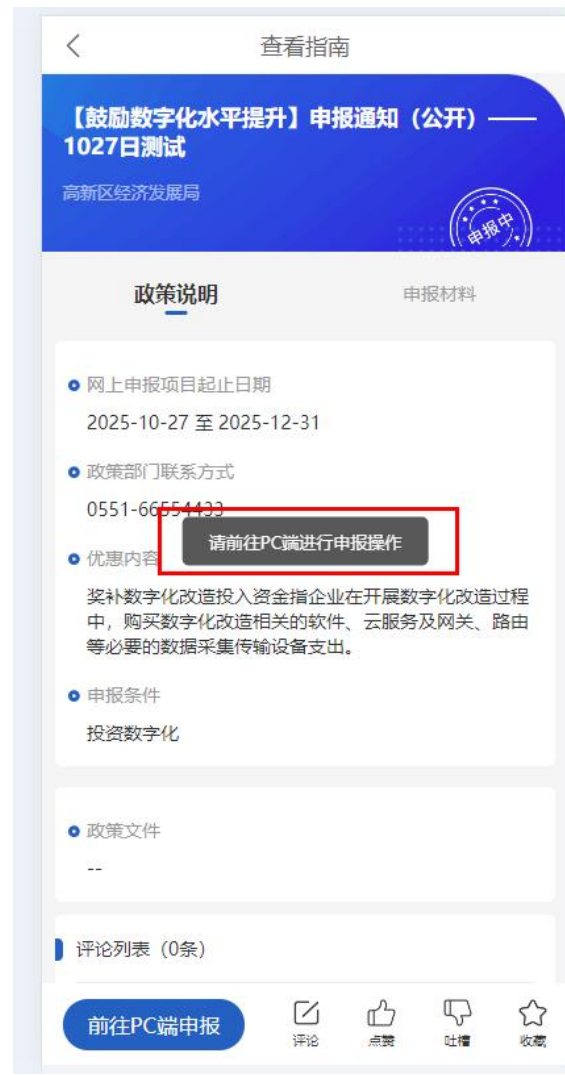 查看指南
【鼓励数字化水平提升】申报通知（公开）——
1027日测试
高新区经济发展局
申报中
政策说明
申报材料
网上申报项目起止日期
2025-10-27 至 2025-12-31
政策部门联系方式
0551-66554433
请前往PC端进行申报操作
优惠内容
奖补数字化改造投入资金指企业在开展数字化改造过程
中，购买数字化改造相关的软件、云服务及网关、路由
等必要的数据采集传输设备支出。
申报条件
投资数字化
政策文件
--
评论列表（0条）
前往PC端申报
评论
点赞
吐槽
收藏